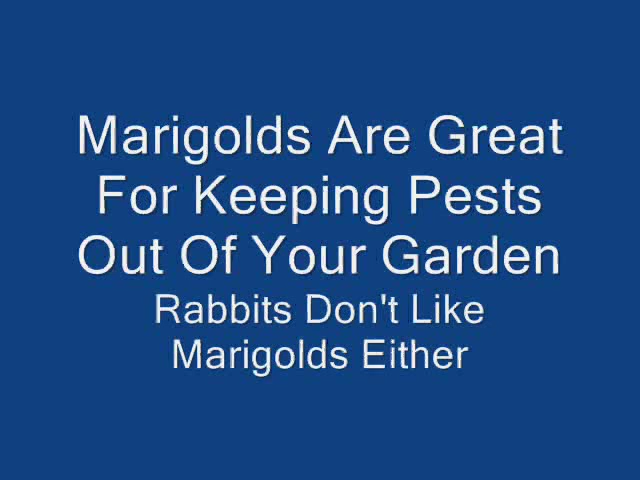 Marigolds Are Great
For Keeping Pests
Out Of Your Garden
Rabbits Don't Like
Marigolds Either